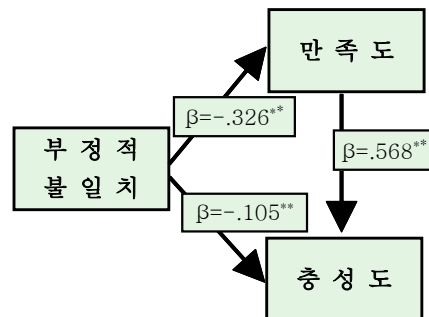 만 족 도
β=-.326**
부 정 적
불 일 치
β=.568**
β=-.105**
충 성 도